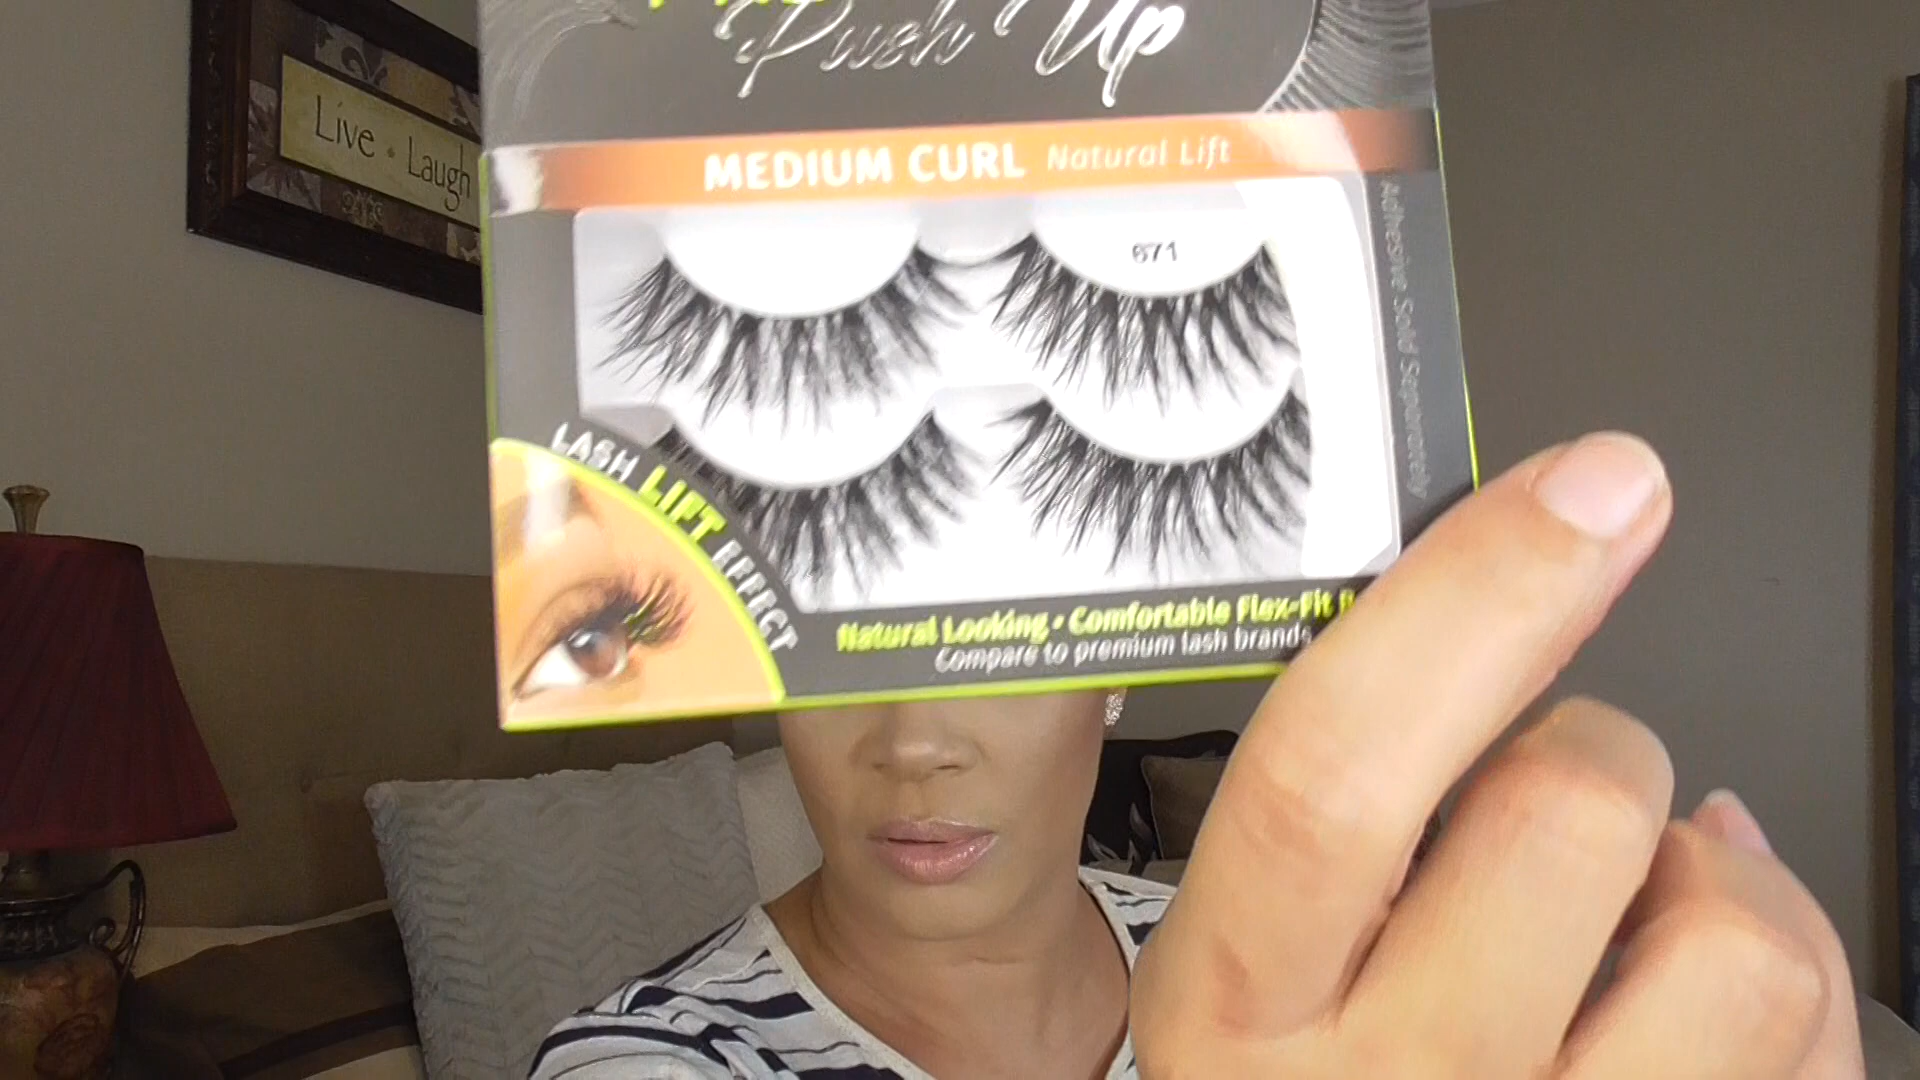 Push Up
Live • Laugh
MEDIUM CURL Natural Lift
671
Adhesive Sold Separately
LASH LIFT EFFECT
Natural Looking • Comfortable Flex-Fit
Compare to premium lash brands